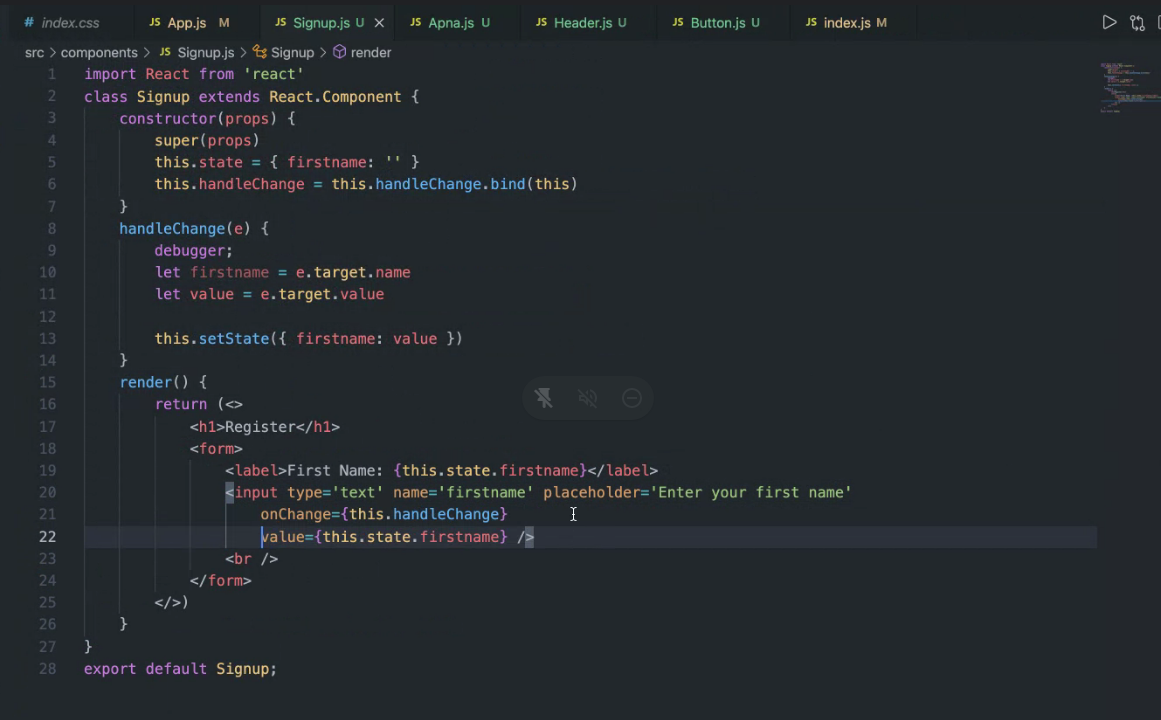 # index.css JS App.js M JS Signup.js U × JS Apna.js U JS Header.js U JS Button.js U JS index.js M
src > components > JS Signup.js > Signup > render
1 import React from 'react'
2 class Signup extends React.Component {
3 constructor(props) {
4 super(props)
5 this.state = { firstname: '' }
6 this.handleChange = this.handleChange.bind(this)
7 }
8 handleChange(e) {
9 debugger;
10 let firstname = e.target.name
11 let value = e.target.value
12
13 this.setState({ firstname: value })
14 }
15 render() {
16 return (<>
17 <h1>Register</h1>
18 <form>
19 <label>First Name: {this.state.firstname}</label>
20 <input type='text' name='firstname' placeholder='Enter your first name'
21 onChange={this.handleChange}
22 value={this.state.firstname} />
23 <br />
24 </form>
25 </>)
26 }
27 }
28 export default Signup;